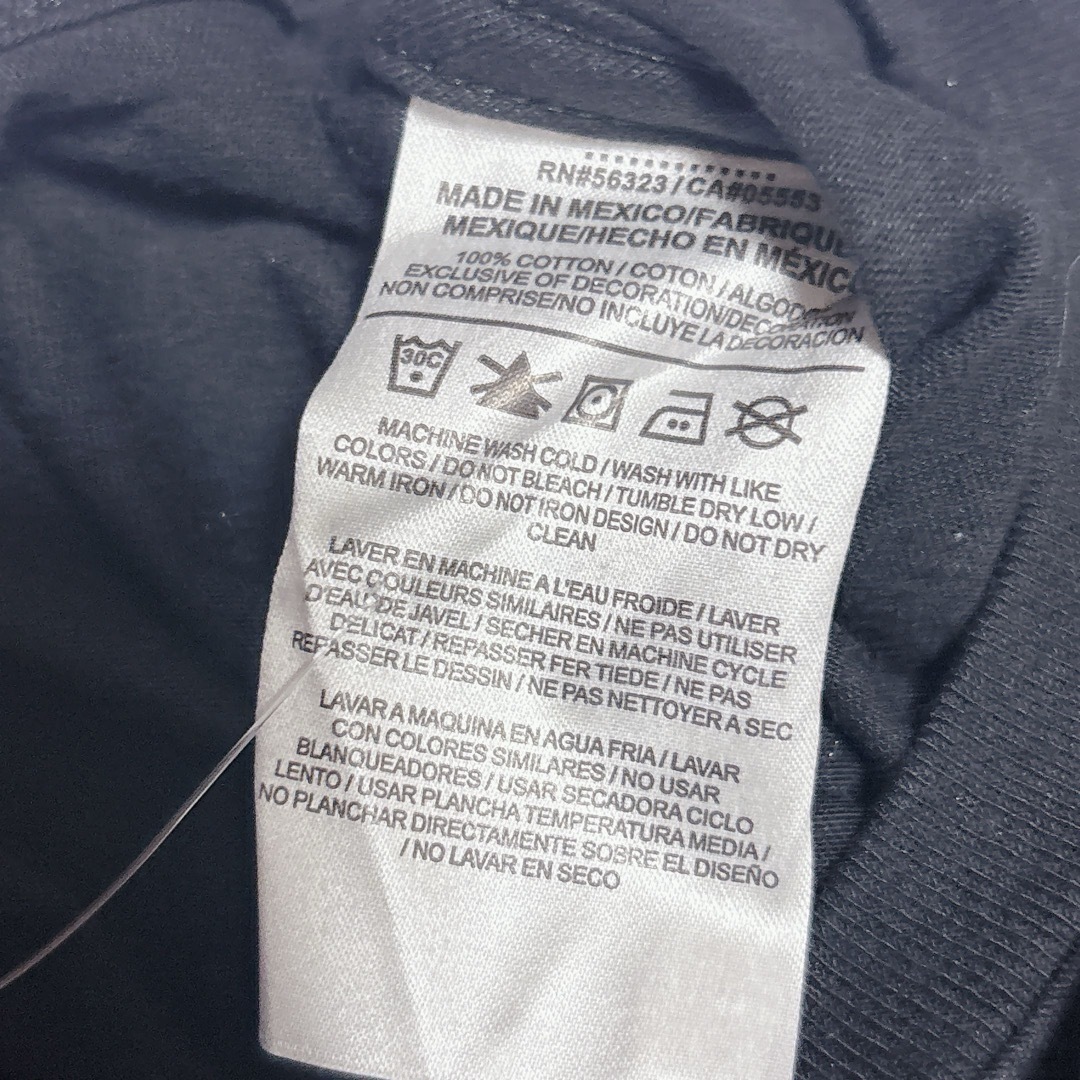 RN#56323 / CA#05553
MADE IN MEXICO/FABRIQU
MEXIQUE/HECHO EN MÉXIC
100% COTTON / COTON / ALGODÓN
EXCLUSIVE OF DECORATION/DECORATION
NON COMPRISE/NO INCLUYE LA DECORACION
30C
MACHINE WASH COLD / WASH WITH LIKE
COLORS / DO NOT BLEACH / TUMBLE DRY LOW /
WARM IRON / DO NOT IRON DESIGN / DO NOT DRY
CLEAN
LAVER EN MACHINE A L'EAU FROIDE / LAVER
AVEC COULEURS SIMILAIRES / NE PAS UTILISER
D'EAU DE JAVEL / SECHER EN MACHINE CYCLE
DELICAT / REPASSER FER TIEDE / NE PAS
REPASSER LE DESSIN / NE PAS NETTOYER A SEC
LAVAR A MAQUINA EN AGUA FRIA / LAVAR
CON COLORES SIMILARES / NO USAR
BLANQUEADORES / USAR SECADORA CICLO
LENTO / USAR PLANCHA TEMPERATURA MEDIA /
NO PLANCHAR DIRECTAMENTE SOBRE EL DISEÑO
/ NO LAVAR EN SECO